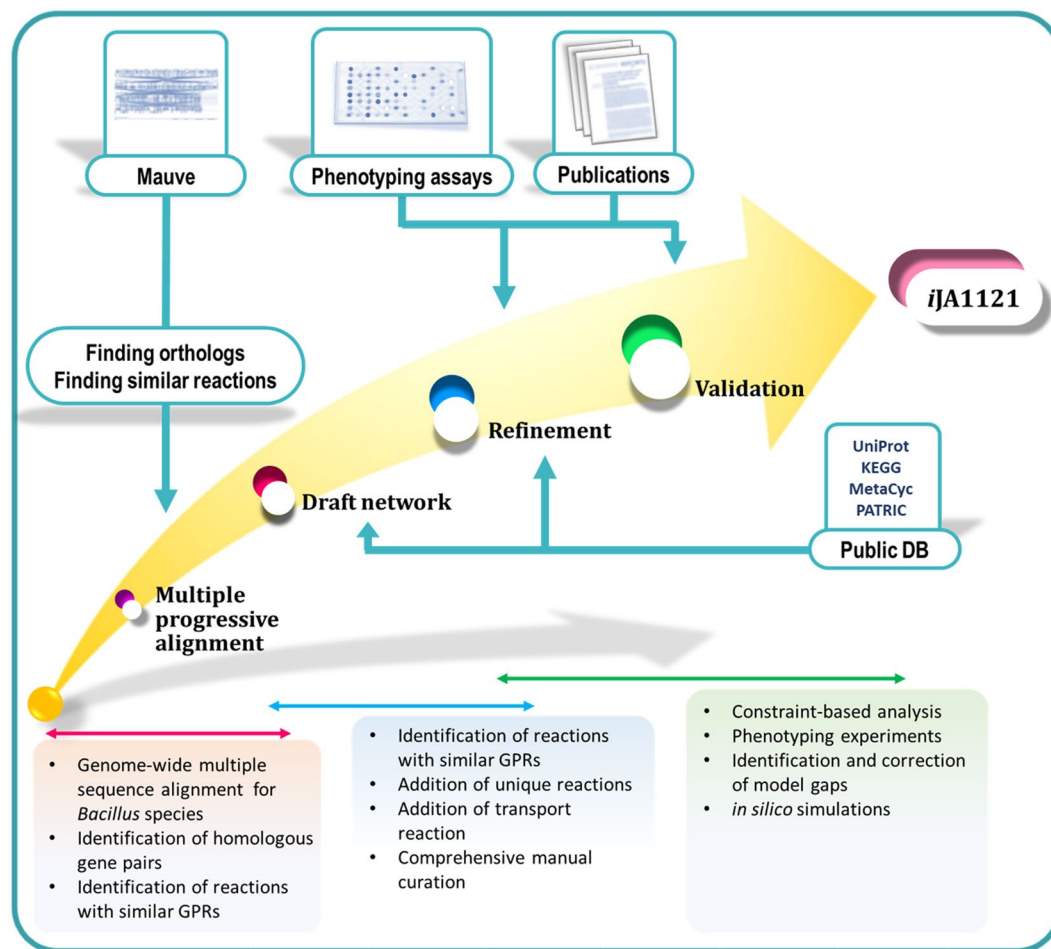 Mauve
Phenotyping assays
Publications
iJA1121
Finding orthologs
Finding similar reactions
Validation
Refinement
Draft network
Multiple
progressive
alignment
UniProt
KEGG
MetaCyc
PATRIC
Public DB
• Genome-wide multiple
sequence alignment for
Bacillus species
• Identification of homologous
gene pairs
• Identification of reactions
with similar GPRs
• Identification of reactions
with similar GPRs
• Addition of unique reactions
• Addition of transport
reaction
• Comprehensive manual
curation
• Constraint-based analysis
• Phenotyping experiments
• Identification and correction
of model gaps
• in silico simulations